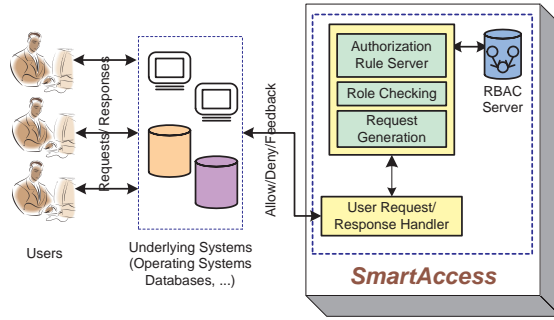 Users
Requests/ Responses
Underlying Systems
(Operating Systems
Databases, ...)
Allow/Deny/Feedback
Authorization
Rule Server
Role Checking
Request
Generation
RBAC
Server
User Request/
Response Handler
SmartAccess